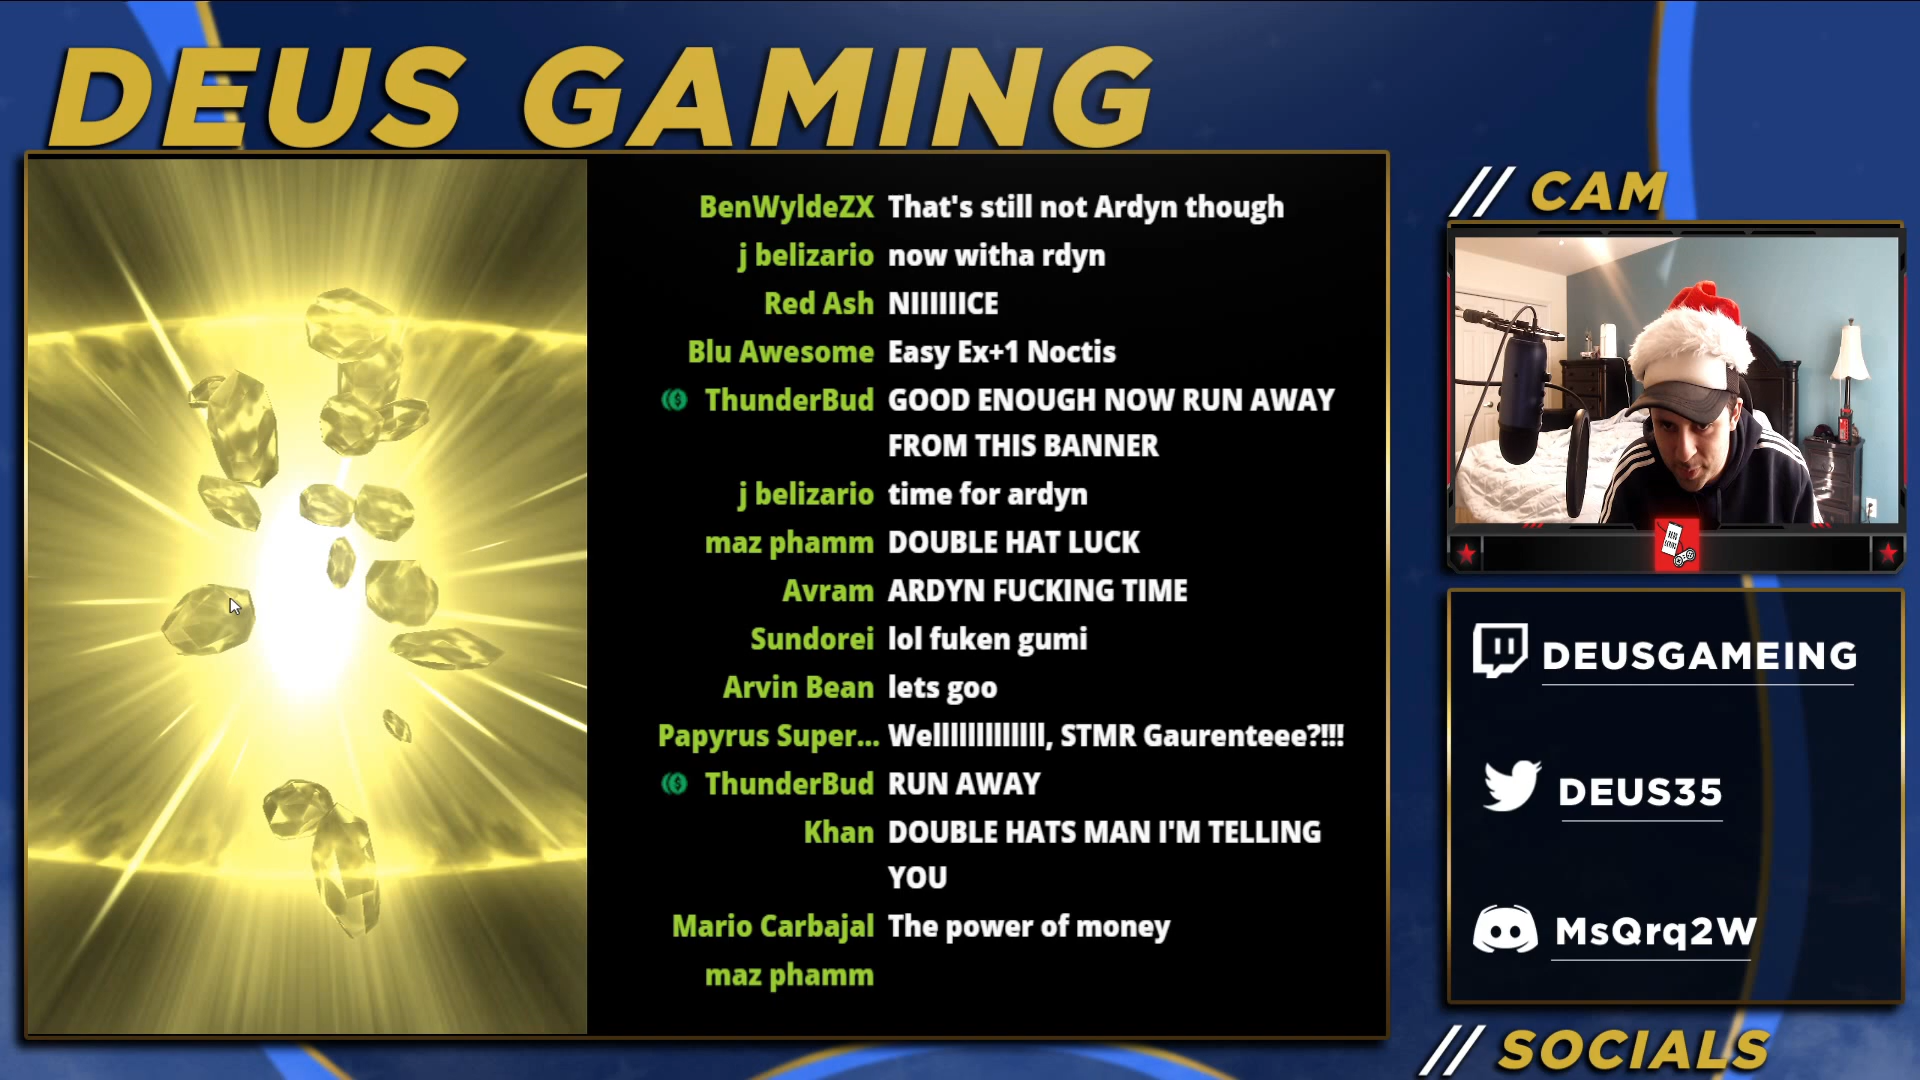 DEUS GAMING
BenWyldeZX That's still not Ardyn though
j belizario now witha rdyn
Red Ash NIIIIIICE
Blu Awesome Easy Ex+1 Noctis
ThunderBud GOOD ENOUGH NOW RUN AWAY
FROM THIS BANNER
j belizario time for ardyn
maz phamm DOUBLE HAT LUCK
Avram ARDYN FUCKING TIME
Sundorei lol fuken gumi
Arvin Bean lets goo
Papyrus Super... Wellllllllllllll, STMR Gaurenteee?!!!
ThunderBud RUN AWAY
Khan DOUBLE HATS MAN I'M TELLING
YOU
Mario Carbajal The power of money
maz phamm
// CAM
DEUSGAMEING
DEUS35
MsQrq2W
// SOCIALS